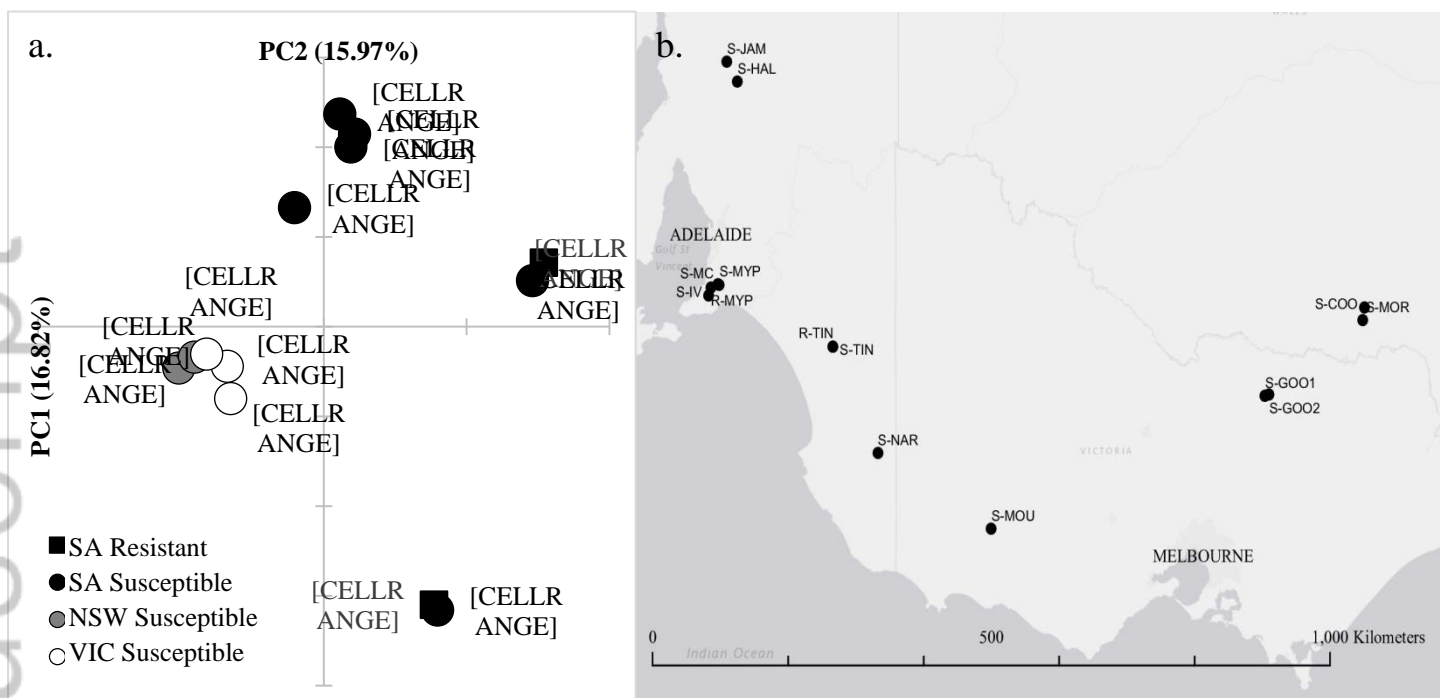 a.
PC2 (15.97%)
[CELLR
ANGE]
[CELLR
ANGE]
[CELLR
ANGE]
[CELLR
ANGE]
[CELLR
ANGE]
[CELLR
ANGE]
[CELLR
ANGE]
[CELLR
ANGE]
[CELLR
ANGE]
[CELLR
ANGE]
[CELLR
ANGE]
PC1 (16.82%)
SA Resistant
SA Susceptible
NSW Susceptible
VIC Susceptible
[CELLR
ANGE]
[CELLR
ANGE]
b.
S-JAM
S-HAL
ADELAIDE
Gulf St
Vincent
S-MC
S-MYP
S-IV
R-MYP
R-TIN
S-TIN
S-COO
S-MOR
S-GOO1
S-GOO2
S-NAR
VICTORIA
S-MOU
MELBOURNE
0 500 1,000 Kilometers
Indian Ocean